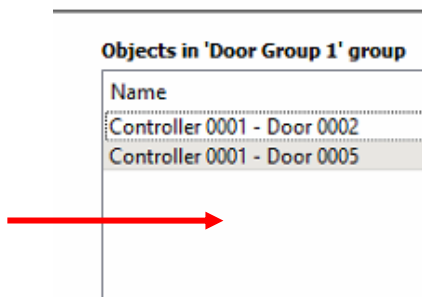 Objects in 'Door Group 1' group
Name
Controller 0001 - Door 0002
Controller 0001 - Door 0005